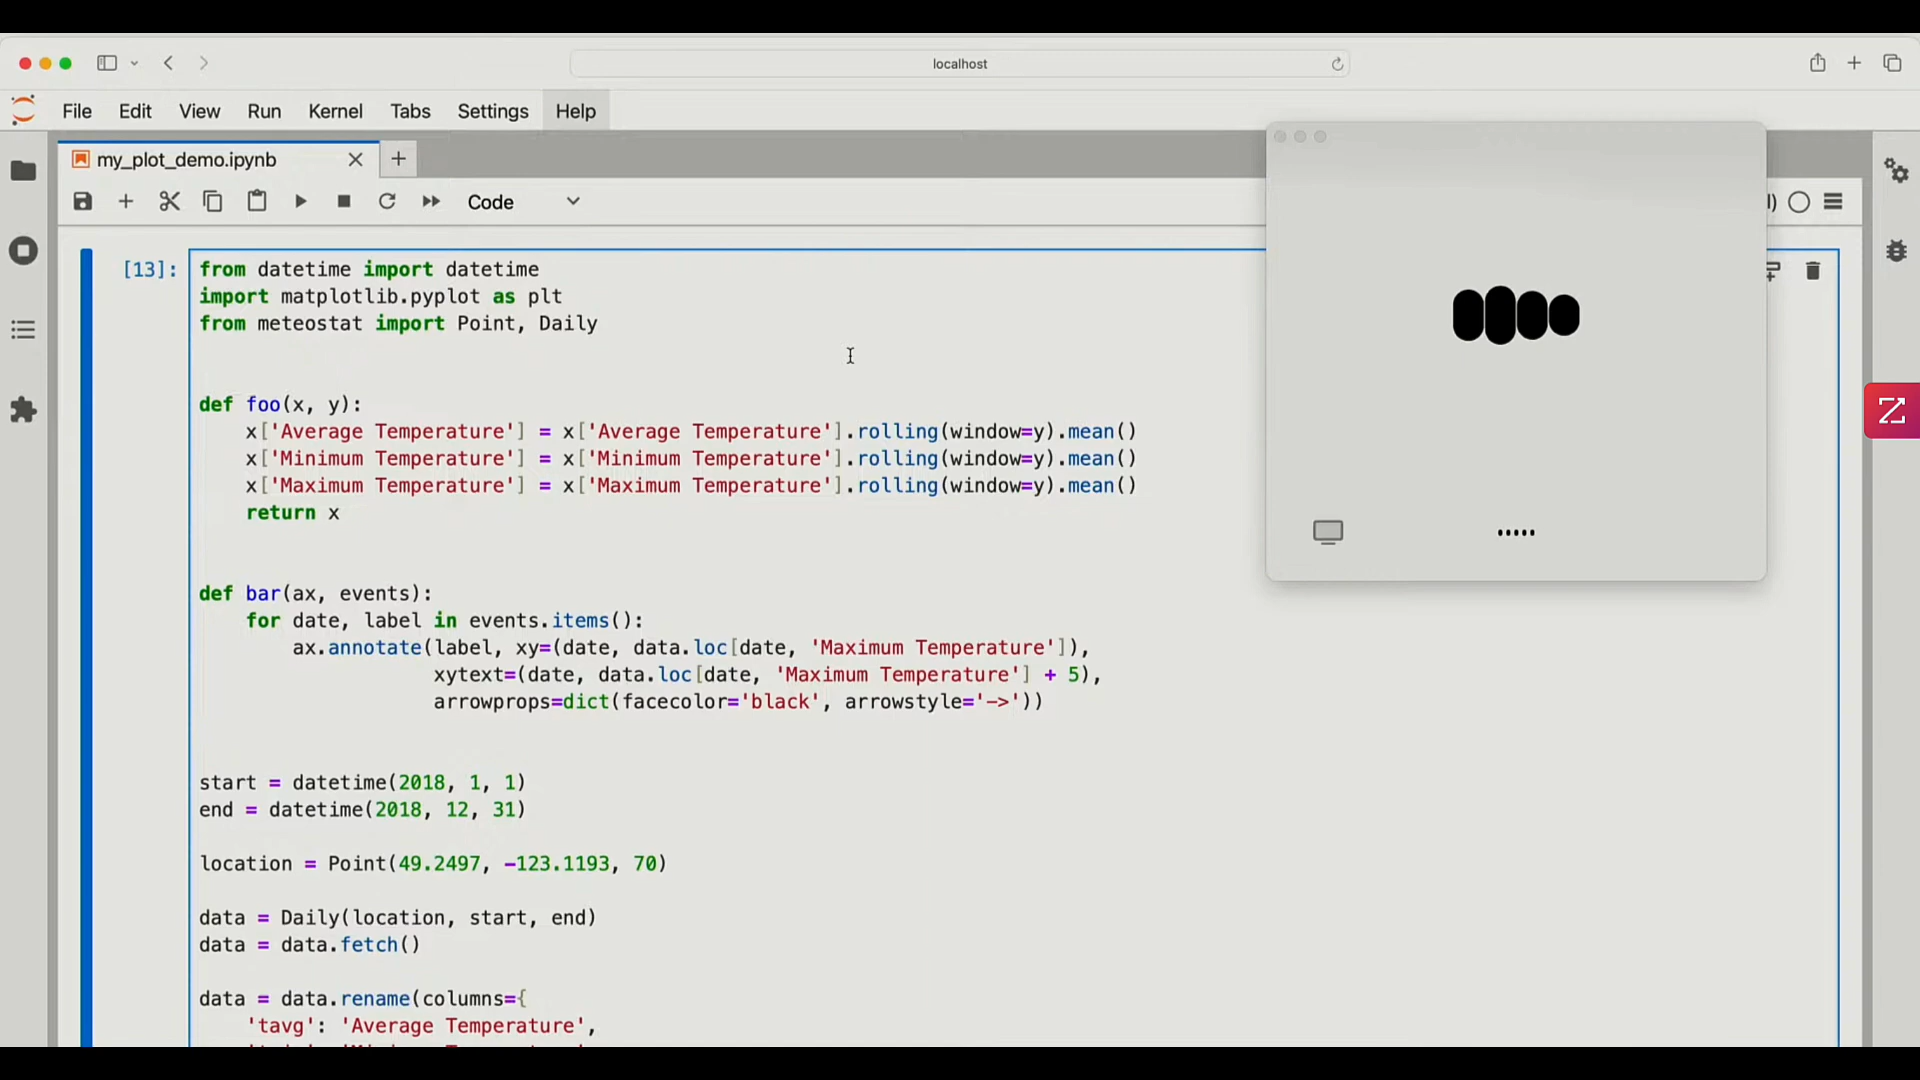 localhost
File Edit View Run Kernel Tabs Settings Help
my_plot_demo.ipynb
Code
[13]:
from datetime import datetime
import matplotlib.pyplot as plt
from meteostat import Point, Daily
def foo(x, y):
    x['Average Temperature'] = x['Average Temperature'].rolling(window=y).mean()
    x['Minimum Temperature'] = x['Minimum Temperature'].rolling(window=y).mean()
    x['Maximum Temperature'] = x['Maximum Temperature'].rolling(window=y).mean()
    return x
def bar(ax, events):
    for date, label in events.items():
        ax.annotate(label, xy=(date, data.loc[date, 'Maximum Temperature']),
                    xytext=(date, data.loc[date, 'Maximum Temperature'] + 5),
                    arrowprops=dict(facecolor='black', arrowstyle='->'))
start = datetime(2018, 1, 1)
end = datetime(2018, 12, 31)
location = Point(49.2497, -123.1193, 70)
data = Daily(location, start, end)
data = data.fetch()
data = data.rename(columns={
    'tavg': 'Average Temperature',